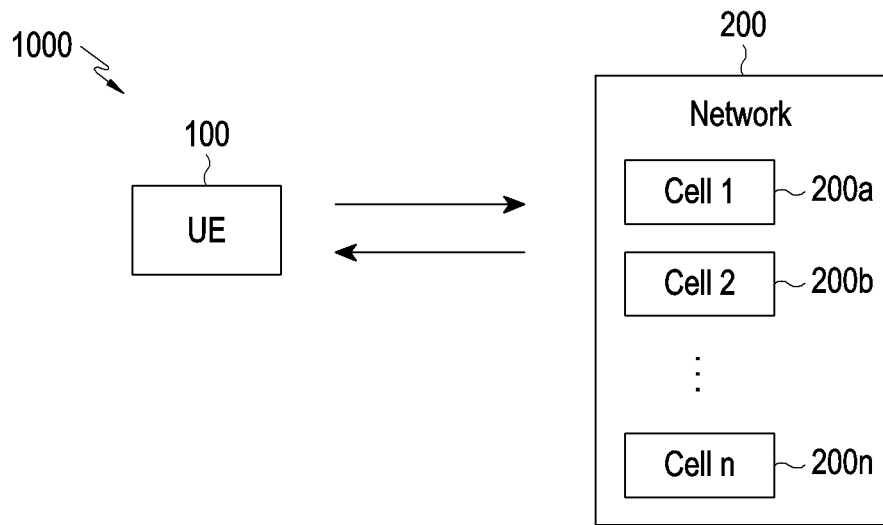 1000
200
100
Network
UE
Cell 1
200a
Cell 2
200b
⋮
Cell n
200n